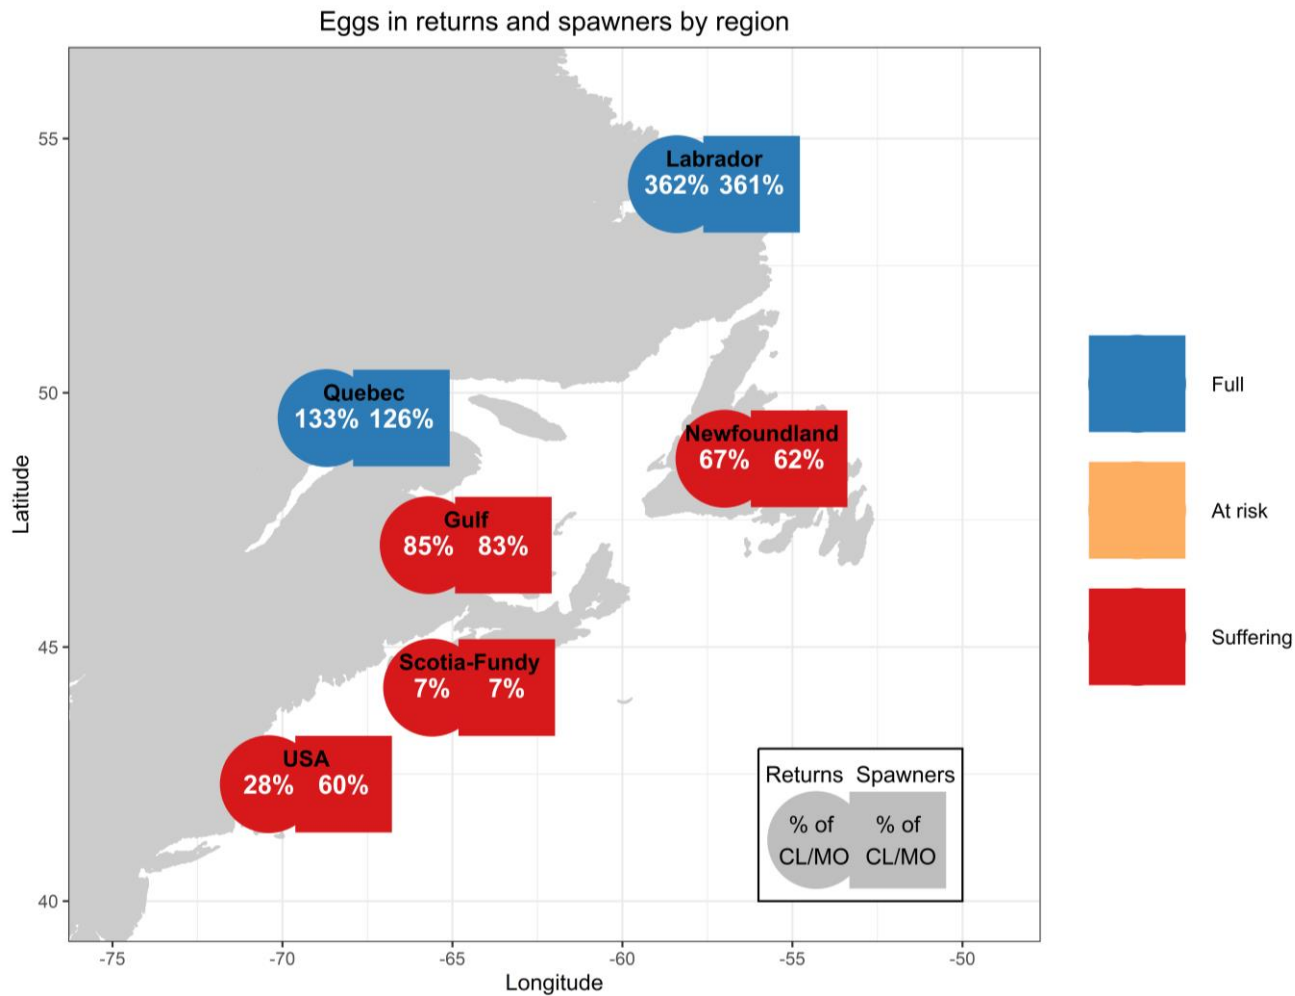 Eggs in returns and spawners by region
55
50
45
40
Latitude
Labrador
362% 361%
Quebec
133% 126%
Newfoundland
67% 62%
Gulf
85% 83%
Scotia-Fundy
7% 7%
USA
28% 60%
Returns Spawners
% of % of
CL/MO CL/MO
-75 -70 -65 -60 -55 -50
Longitude
Full
At risk
Suffering